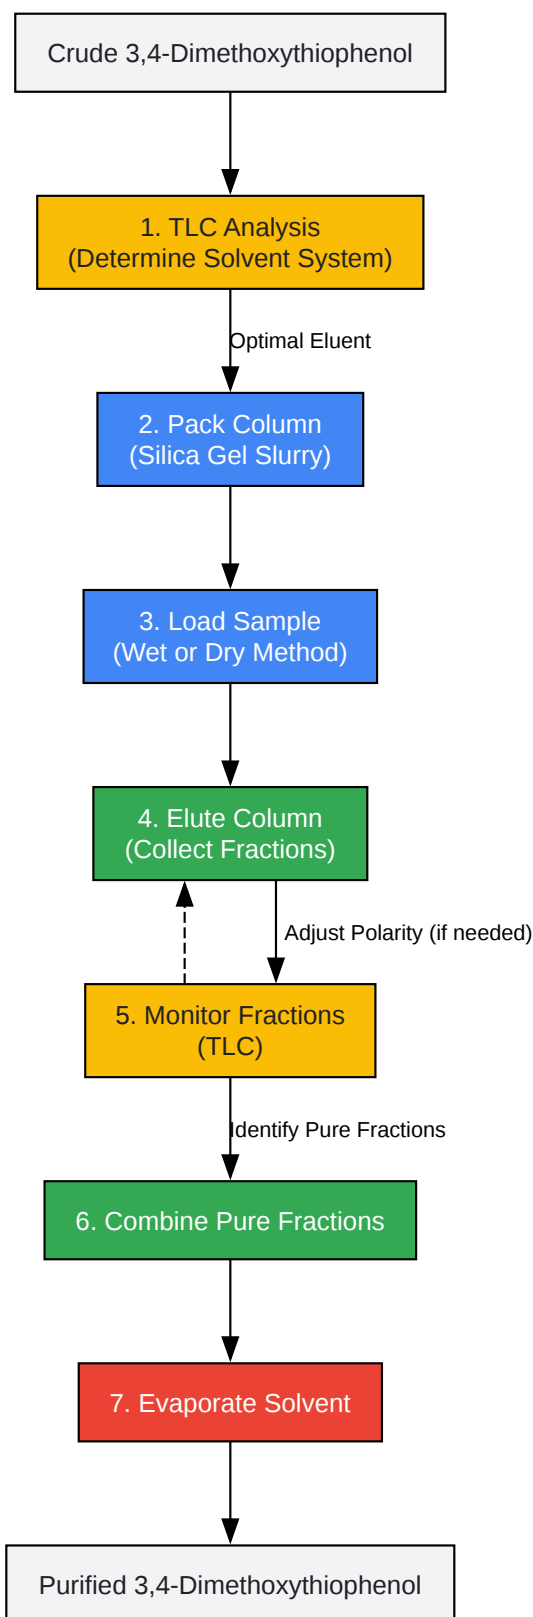 Crude 3,4-Dimethoxythiophenol
1. TLC Analysis
(Determine Solvent System)
Optimal Eluent
2. Pack Column
(Silica Gel Slurry)
3. Load Sample
(Wet or Dry Method)
4. Elute Column
(Collect Fractions)
Adjust Polarity (if needed)
5. Monitor Fractions
(TLC)
Identify Pure Fractions
6. Combine Pure Fractions
7. Evaporate Solvent
Purified 3,4-Dimethoxythiophenol